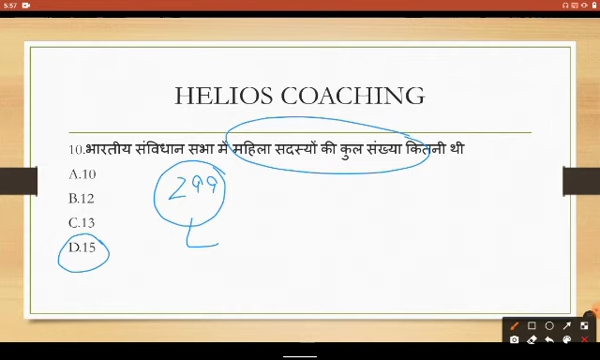 5:57
HELIOS COACHING
10.भारतीय संविधान सभा में महिला सदस्यों की कुल संख्या कितनी थी
A.10
299
B.12
C.13
D.15